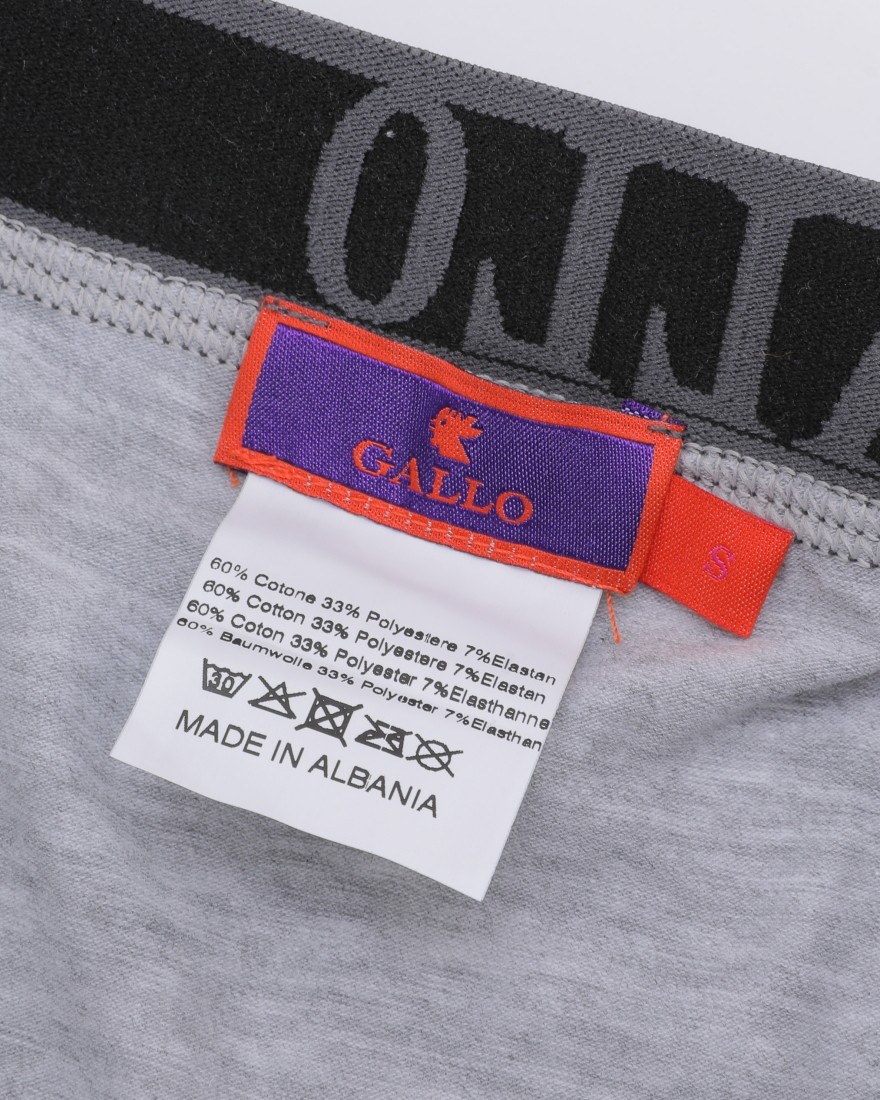 GALLO
S
60% Cotone 33% Polyestere 7%Elastan
60% Cotton 33% Polyestere 7%Elastan
60% Coton 33% Polyester 7%Elasthanne
60% Baumwolle 33% Polyester 7%Elasthan
30
MADE IN ALBANIA